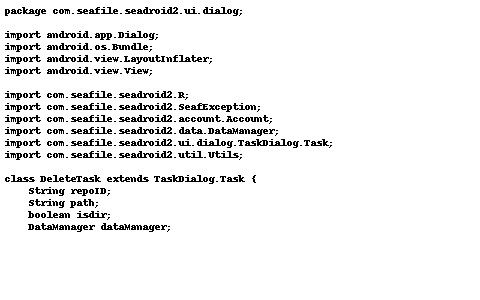 package com.seafile.seadroid2.ui.dialog;

import android.app.Dialog;
import android.os.Bundle;
import android.view.LayoutInflater;
import android.view.View;

import com.seafile.seadroid2.R;
import com.seafile.seadroid2.SeafException;
import com.seafile.seadroid2.account.Account;
import com.seafile.seadroid2.data.DataManager;
import com.seafile.seadroid2.ui.dialog.TaskDialog.Task;
import com.seafile.seadroid2.util.Utils;

class DeleteTask extends TaskDialog.Task {
    String repoID;
    String path;
    boolean isdir;
    DataManager dataManager;